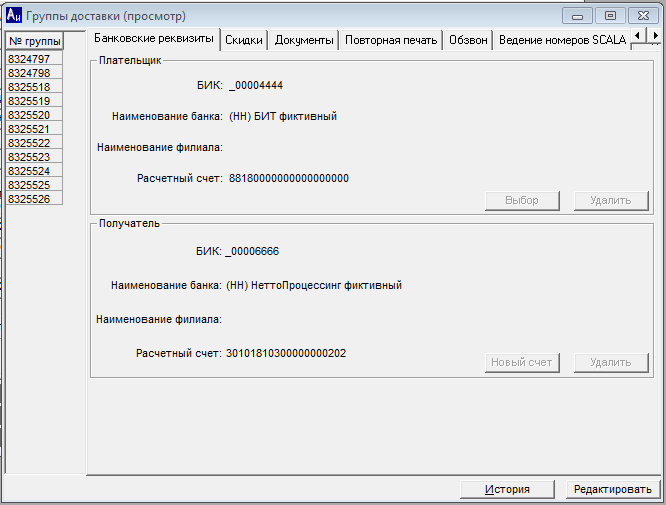 Аи Группы доставки (просмотр)
№ группы
8324797
8324798
8325518
8325519
8325520
8325521
8325522
8325523
8325524
8325525
8325526
Банковские реквизиты Скидки Документы Повторная печать Обзвон Ведение номеров SCALA
Плательщик
БИК: _00004444
Наименование банка: (НН) БИТ фиктивный
Наименование филиала:
Расчетный счет: 88180000000000000000
Выбор Удалить
Получатель
БИК: _00006666
Наименование банка: (НН) НеттоПроцессинг фиктивный
Наименование филиала:
Расчетный счет: 30101810300000000202
Новый счет Удалить
История Редактировать